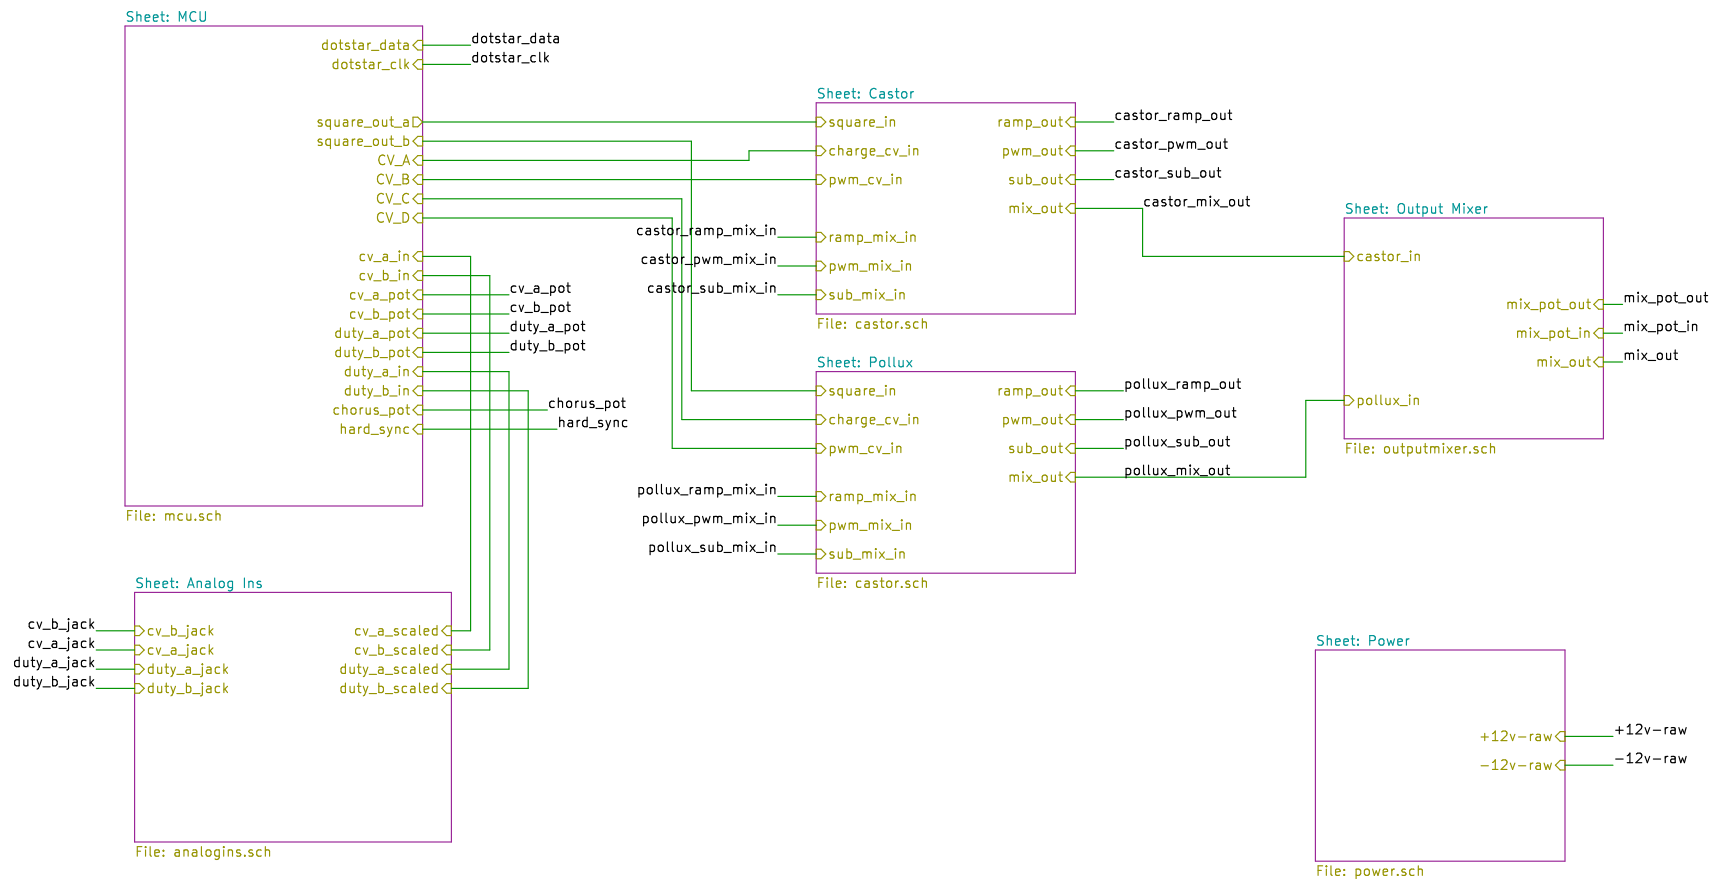 Sheet: MCU
dotstar_data
dotstar_data
dotstar_clk
dotstar_clk
square_out_a
square_out_b
CV_A
CV_B
CV_C
CV_D
cv_a_in
cv_b_in
cv_a_pot
cv_a_pot
cv_b_pot
cv_b_pot
duty_a_pot
duty_a_pot
duty_b_pot
duty_b_pot
duty_a_in
duty_b_in
chorus_pot
chorus_pot
hard_sync
hard_sync
File: mcu.sch
Sheet: Analog Ins
cv_b_jack
cv_b_jack
cv_a_scaled
cv_a_jack
cv_a_jack
cv_b_scaled
duty_a_jack
duty_a_jack
duty_a_scaled
duty_b_jack
duty_b_jack
duty_b_scaled
File: analogins.sch
Sheet: Castor
square_in
ramp_out
castor_ramp_out
charge_cv_in
pwm_out
castor_pwm_out
pwm_cv_in
sub_out
castor_sub_out
mix_out
castor_mix_out
castor_ramp_mix_in
ramp_mix_in
castor_pwm_mix_in
pwm_mix_in
castor_sub_mix_in
sub_mix_in
File: castor.sch
Sheet: Pollux
square_in
ramp_out
pollux_ramp_out
charge_cv_in
pwm_out
pollux_pwm_out
pwm_cv_in
sub_out
pollux_sub_out
mix_out
pollux_mix_out
pollux_ramp_mix_in
ramp_mix_in
pollux_pwm_mix_in
pwm_mix_in
pollux_sub_mix_in
sub_mix_in
File: castor.sch
Sheet: Output Mixer
castor_in
mix_pot_out
mix_pot_out
mix_pot_in
mix_pot_in
mix_out
mix_out
pollux_in
File: outputmixer.sch
Sheet: Power
+12v-raw
+12v-raw
-12v-raw
-12v-raw
File: power.sch